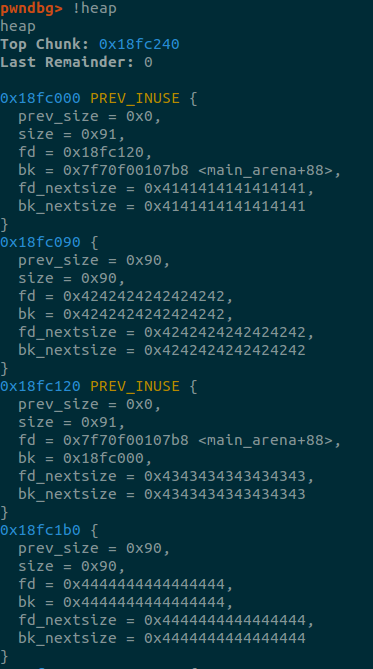 pwndbg> !heap
heap
Top Chunk: 0x18fc240
Last Remainder: 0
0x18fc000 PREV_INUSE {
prev_size = 0x0,
size = 0x91,
fd = 0x18fc120,
bk = 0x7f70f00107b8 <main_arena+88>,
fd_nextsize = 0x4141414141414141,
bk_nextsize = 0x4141414141414141
}
0x18fc090 {
prev_size = 0x90,
size = 0x90,
fd = 0x4242424242424242,
bk = 0x4242424242424242,
fd_nextsize = 0x4242424242424242,
bk_nextsize = 0x4242424242424242
}
0x18fc120 PREV_INUSE {
prev_size = 0x0,
size = 0x91,
fd = 0x7f70f00107b8 <main_arena+88>,
bk = 0x18fc000,
fd_nextsize = 0x4343434343434343,
bk_nextsize = 0x4343434343434343
}
0x18fc1b0 {
prev_size = 0x90,
size = 0x90,
fd = 0x4444444444444444,
bk = 0x4444444444444444,
fd_nextsize = 0x4444444444444444,
bk_nextsize = 0x4444444444444444
}